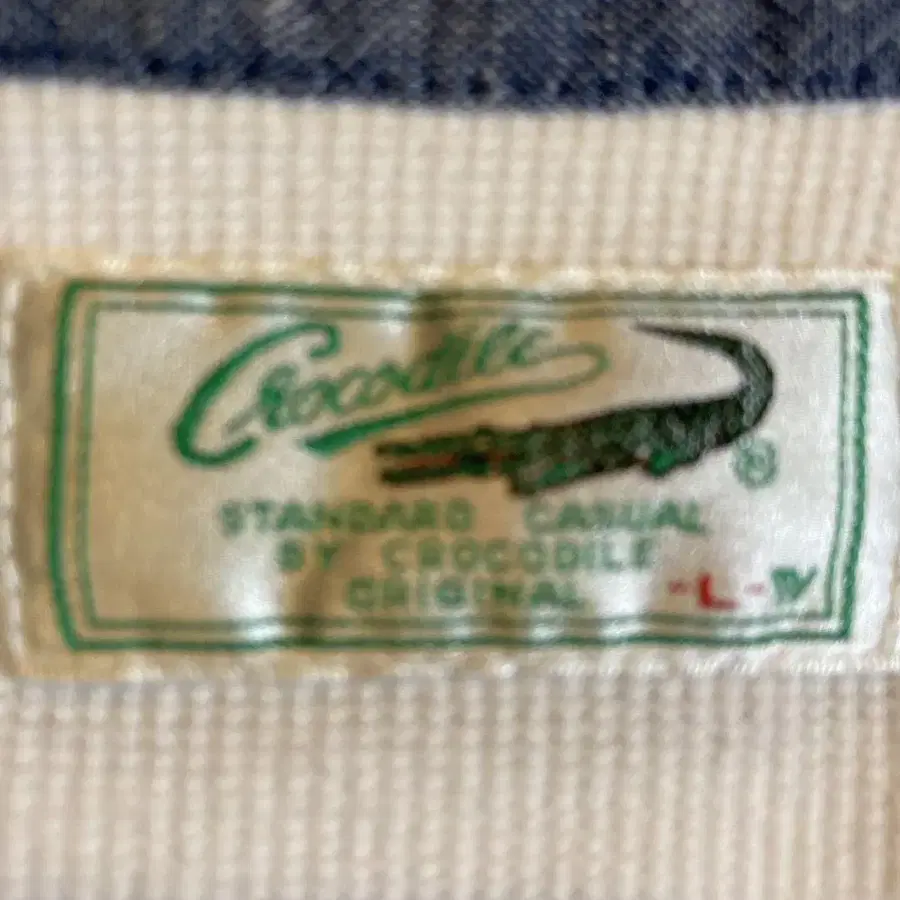 Crocodile
®
STANDARD CASUAL
BY CROCODILE
ORIGINAL -L-